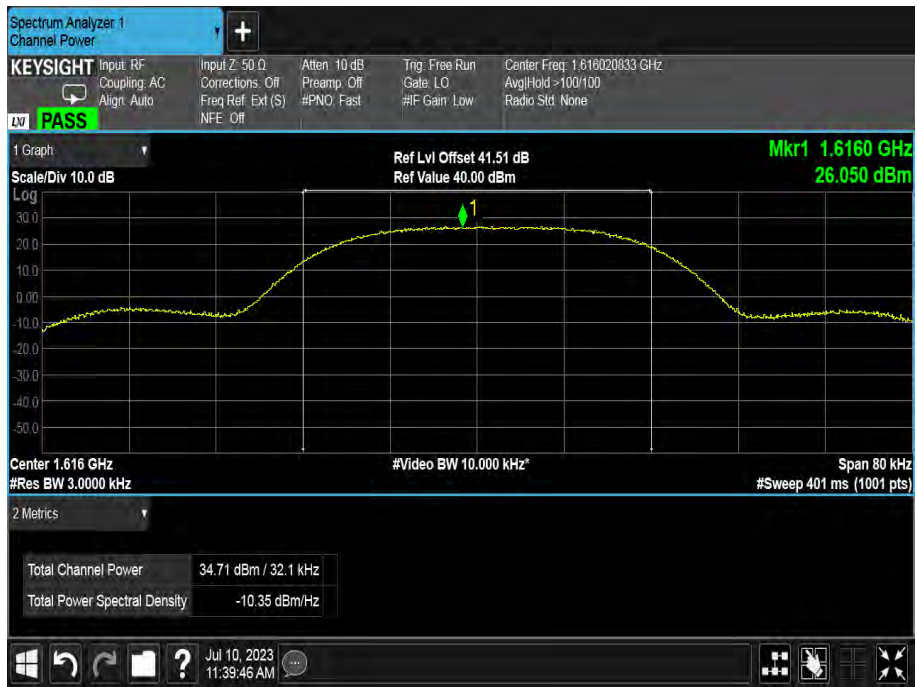 Spectrum Analyzer 1
Channel Power
+
KEYSIGHT Input: RF
Coupling: AC
Align: Auto
Input Z: 50 Ω
Corrections: Off
Freq Ref: Ext (S)
NFE: Off
Atten: 10 dB
Preamp: Off
#PNO: Fast
Trig: Free Run
Gate: LO
#IF Gain: Low
Center Freq: 1.616020833 GHz
Avg|Hold >100/100
Radio Std: None
LXI PASS
1 Graph
Scale/Div 10.0 dB
Ref Lvl Offset 41.51 dB
Ref Value 40.00 dBm
Mkr1 1.6160 GHz
26.050 dBm
Log
1
30.0
20.0
10.0
0.00
-10.0
-20.0
-30.0
-40.0
-50.0
Center 1.616 GHz
#Video BW 10.000 kHz*
Span 80 kHz
#Res BW 3.0000 kHz
#Sweep 401 ms (1001 pts)
2 Metrics
Total Channel Power 34.71 dBm / 32.1 kHz
Total Power Spectral Density -10.35 dBm/Hz
?
Jul 10, 2023
11:39:46 AM